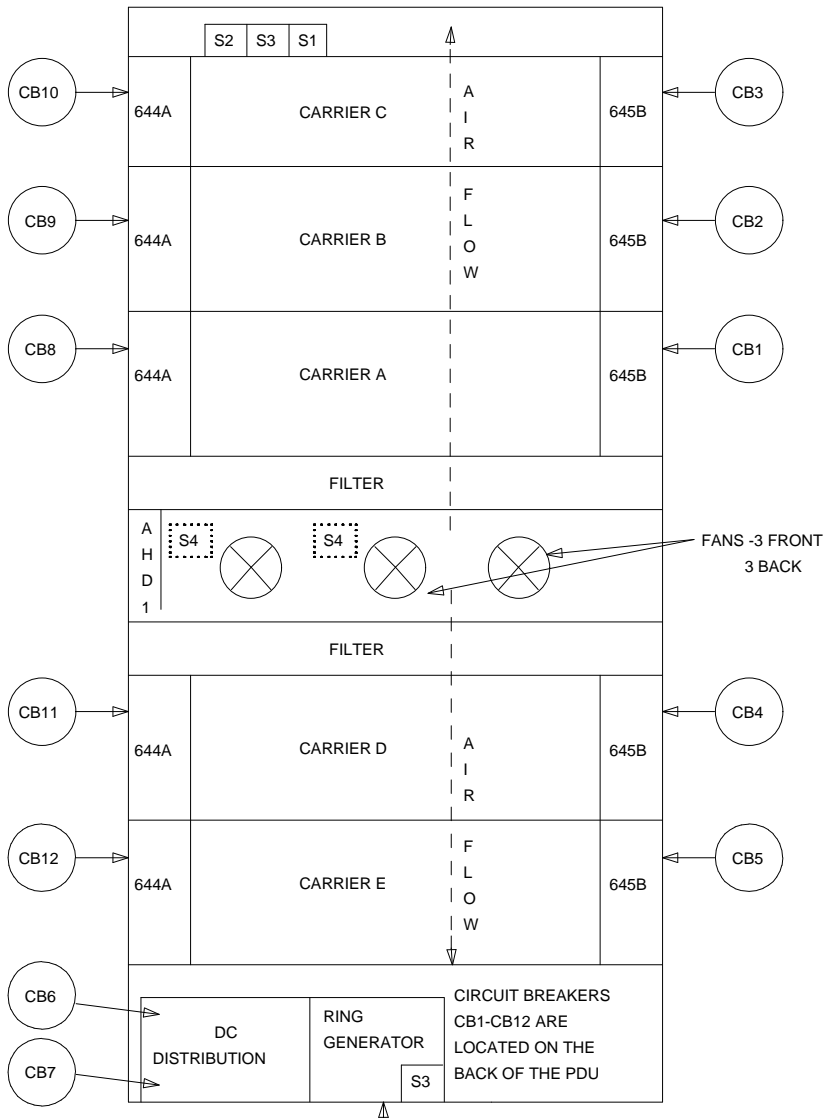 S2 S3 S1
CB10
644A
CARRIER C
A
I
R
645B
CB3
CB9
644A
CARRIER B
F
L
O
W
645B
CB2
CB8
644A
CARRIER A
645B
CB1
FILTER
A
H
D
1
S4
S4
FANS -3 FRONT
3 BACK
FILTER
CB11
644A
CARRIER D
A
I
R
645B
CB4
CB12
644A
CARRIER E
F
L
O
W
645B
CB5
CB6
CB7
DC
DISTRIBUTION
RING
GENERATOR
S3
CIRCUIT BREAKERS
CB1-CB12 ARE
LOCATED ON THE
BACK OF THE PDU